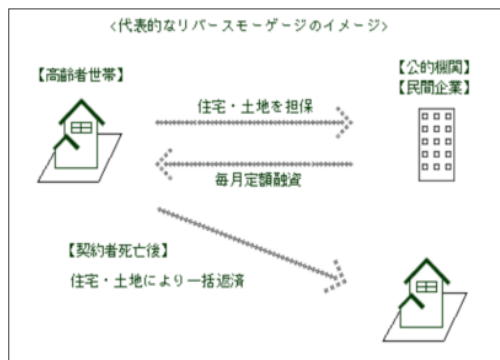 <代表的なリバースモーゲージのイメージ>
【高齢者世帯】
【公的機関】
【民間企業】
住宅・土地を担保
毎月定額融資
【契約者死亡後】
住宅・土地により一括返済